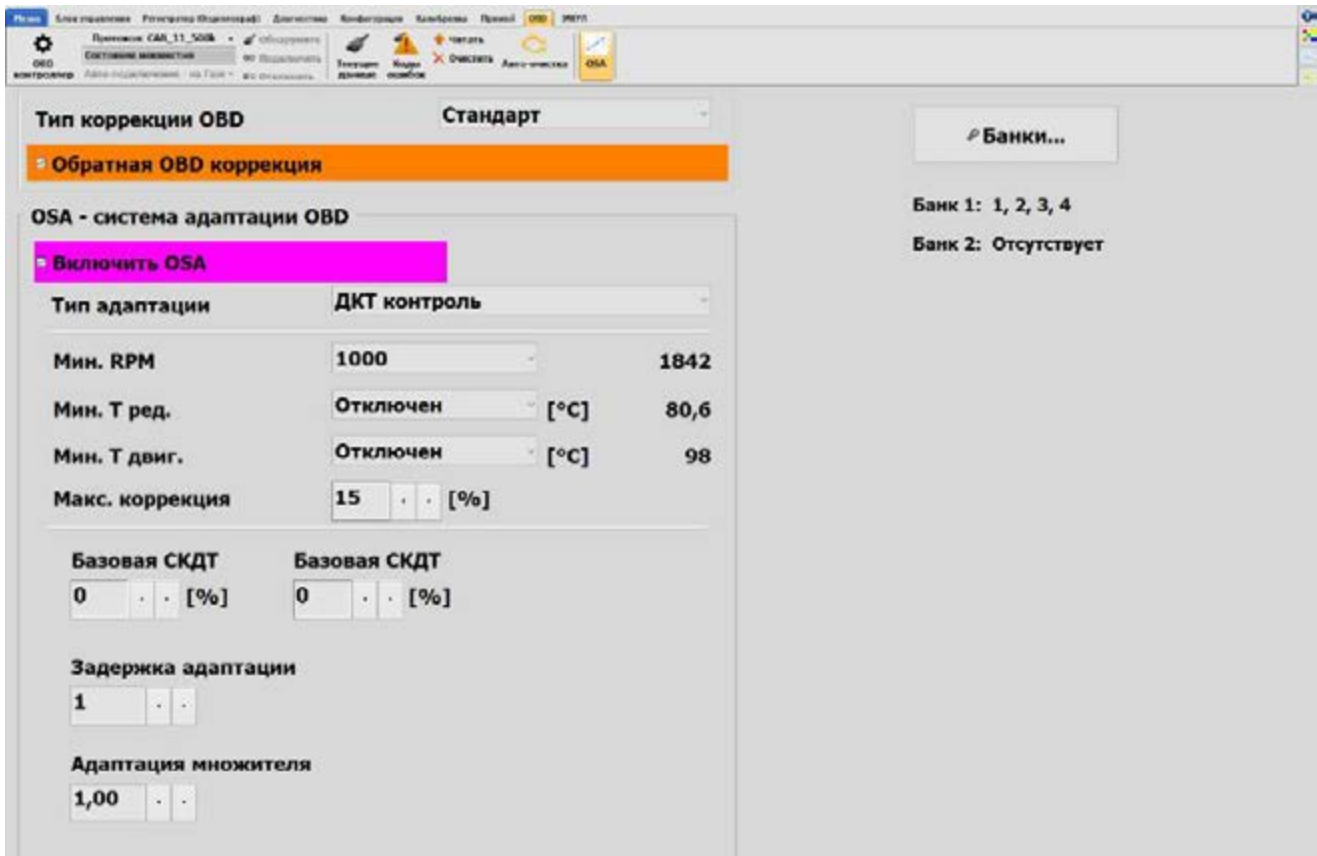 Меню Блок управления Регистратор (Осциллограф) Диагностика Конфигурация Калибровка Прямой OBD
OBD контроллер
Протокол: CAN_11_500k
Состояние неизвестно
Авто-подключение на Газе
Обнаружить
Подключить
Отключить
Текущие данные
Коды ошибок
Читать
Очистить
Авто-очистка
OSA
Тип коррекции OBD Стандарт
Обратная OBD коррекция
OSA - система адаптации OBD
Включить OSA
Тип адаптации ДКТ контроль
Мин. RPM 1000 1842
Мин. Т ред. Отключен [°C] 80,6
Мин. Т двиг. Отключен [°C] 98
Макс. коррекция 15 [%]
Базовая СКДТ Базовая СКДТ
0 [%] 0 [%]
Задержка адаптации
1
Адаптация множителя
1,00
Банки...
Банк 1: 1, 2, 3, 4
Банк 2: Отсутствует